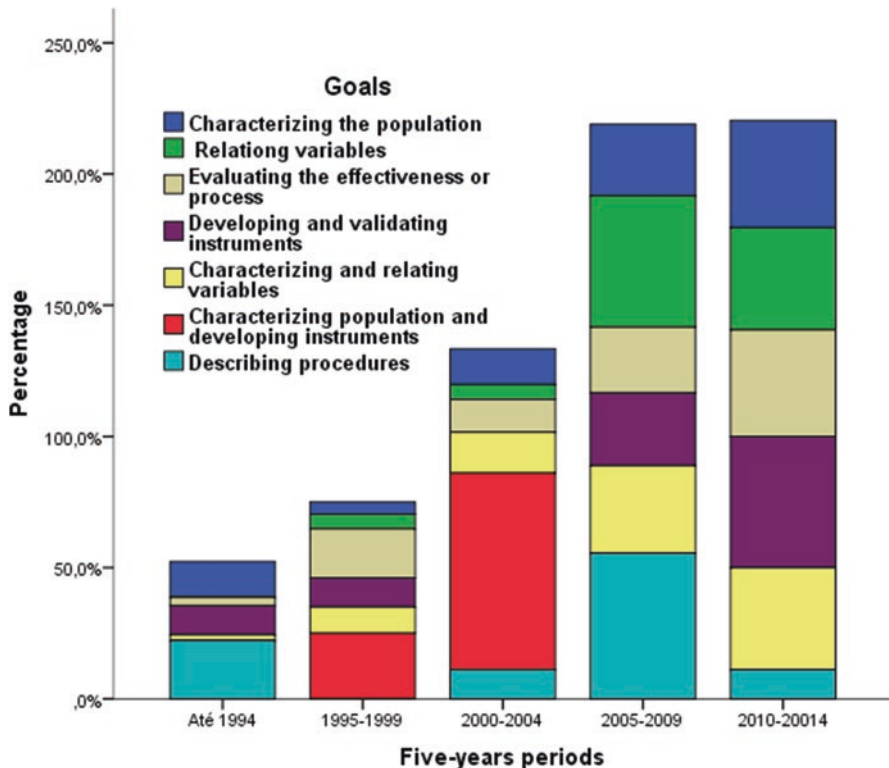 250,0%
200,0%
150,0%
100,0%
50,0%
,0%
Percentage
Goals
Characterizing the population
Relationg variables
Evaluating the effectiveness or
process
Developing and validating
instruments
Characterizing and relating
variables
Characterizing population and
developing instruments
Describing procedures
Até 1994
1995-1999
2000-2004
2005-2009
2010-20014
Five-years periods